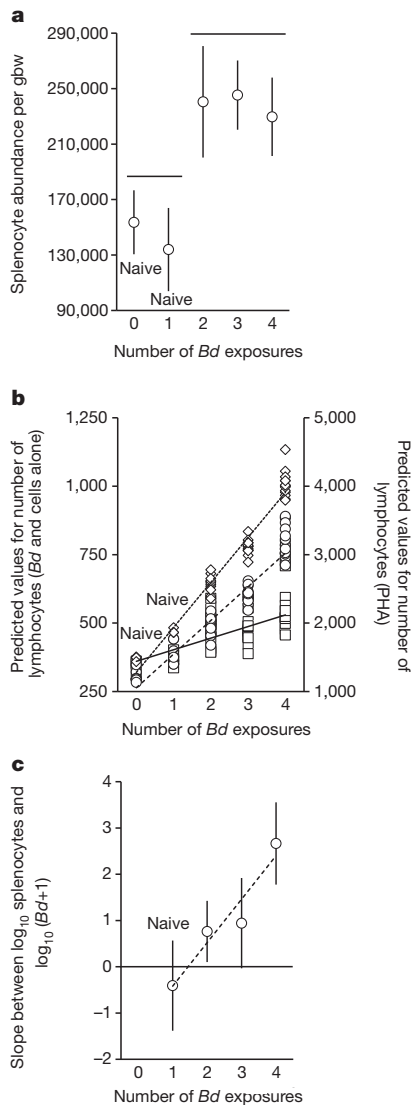 a
Splenocyte abundance per gbw
290,000
250,000
210,000
170,000
130,000
90,000
Naive
Naive
0 1 2 3 4
Number of Bd exposures
b
Predicted values for number of
lymphocytes (Bd and cells alone)
1,250
1,000
750
500
250
Naive
Naive
5,000
4,000
3,000
2,000
1,000
Predicted values for number of
lymphocytes (PHA)
0 1 2 3 4
Number of Bd exposures
c
Slope between log10 splenocytes and
log10 (Bd+1)
4
3
2
1
0
−1
−2
Naive
0 1 2 3 4
Number of Bd exposures